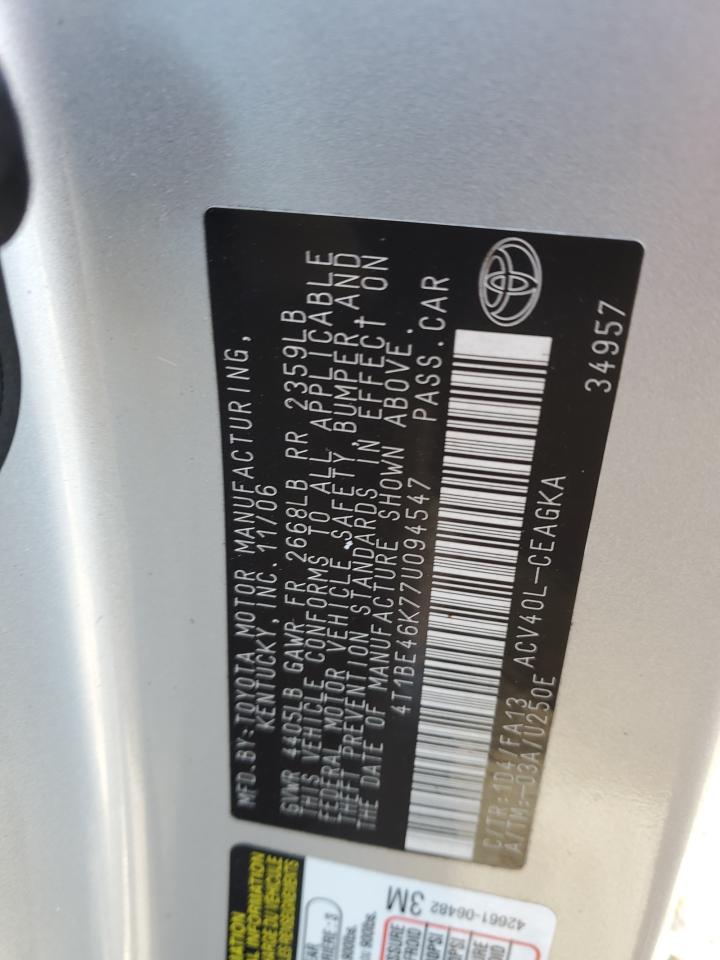 MFD.BY:TOYOTA MOTOR MANUFACTURING,
KENTUCKY, INC. 11/06
GVWR 4405LB GAWR FR 2668LB RR 2359LB
THIS VEHICLE CONFORMS TO ALL APPLICABLE
FEDERAL MOTOR VEHICLE SAFETY, BUMPER, AND
THEFT PREVENTION STANDARDS IN EFFECT ON
THE DATE OF MANUFACTURE SHOWN ABOVE.
4T1BE46K77U094547 PASS.CAR
C/TR:1D4/FA13 ACV40L-CEAGKA
A/TM:-03A/U250E
34957
INFORMATION
42661-06482
3M